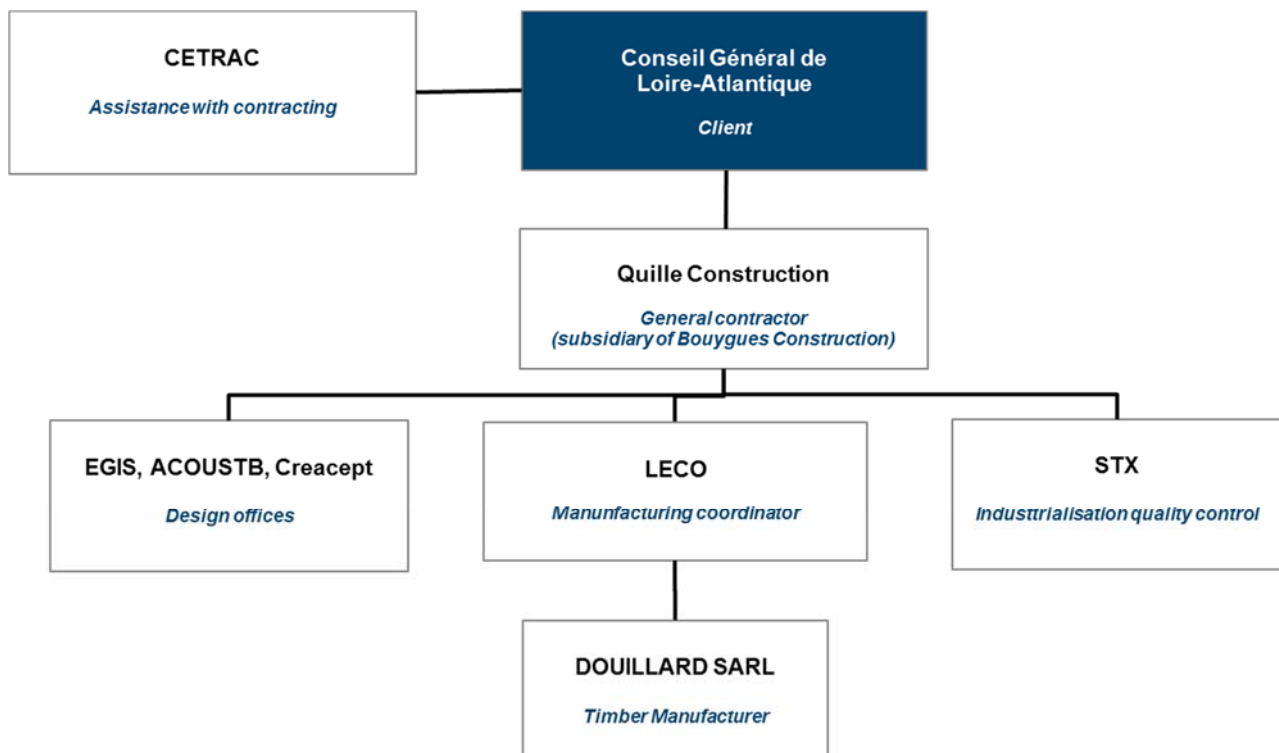 CETRAC
Assistance with contracting
Conseil Général de
Loire-Atlantique
Client
Quille Construction
General contractor
(subsidiary of Bouygues Construction)
EGIS, ACOUSTB, Creacept
Design offices
LECO
Manunfacturing coordinator
STX
Industtrialisation quality control
DOUILLARD SARL
Timber Manufacturer